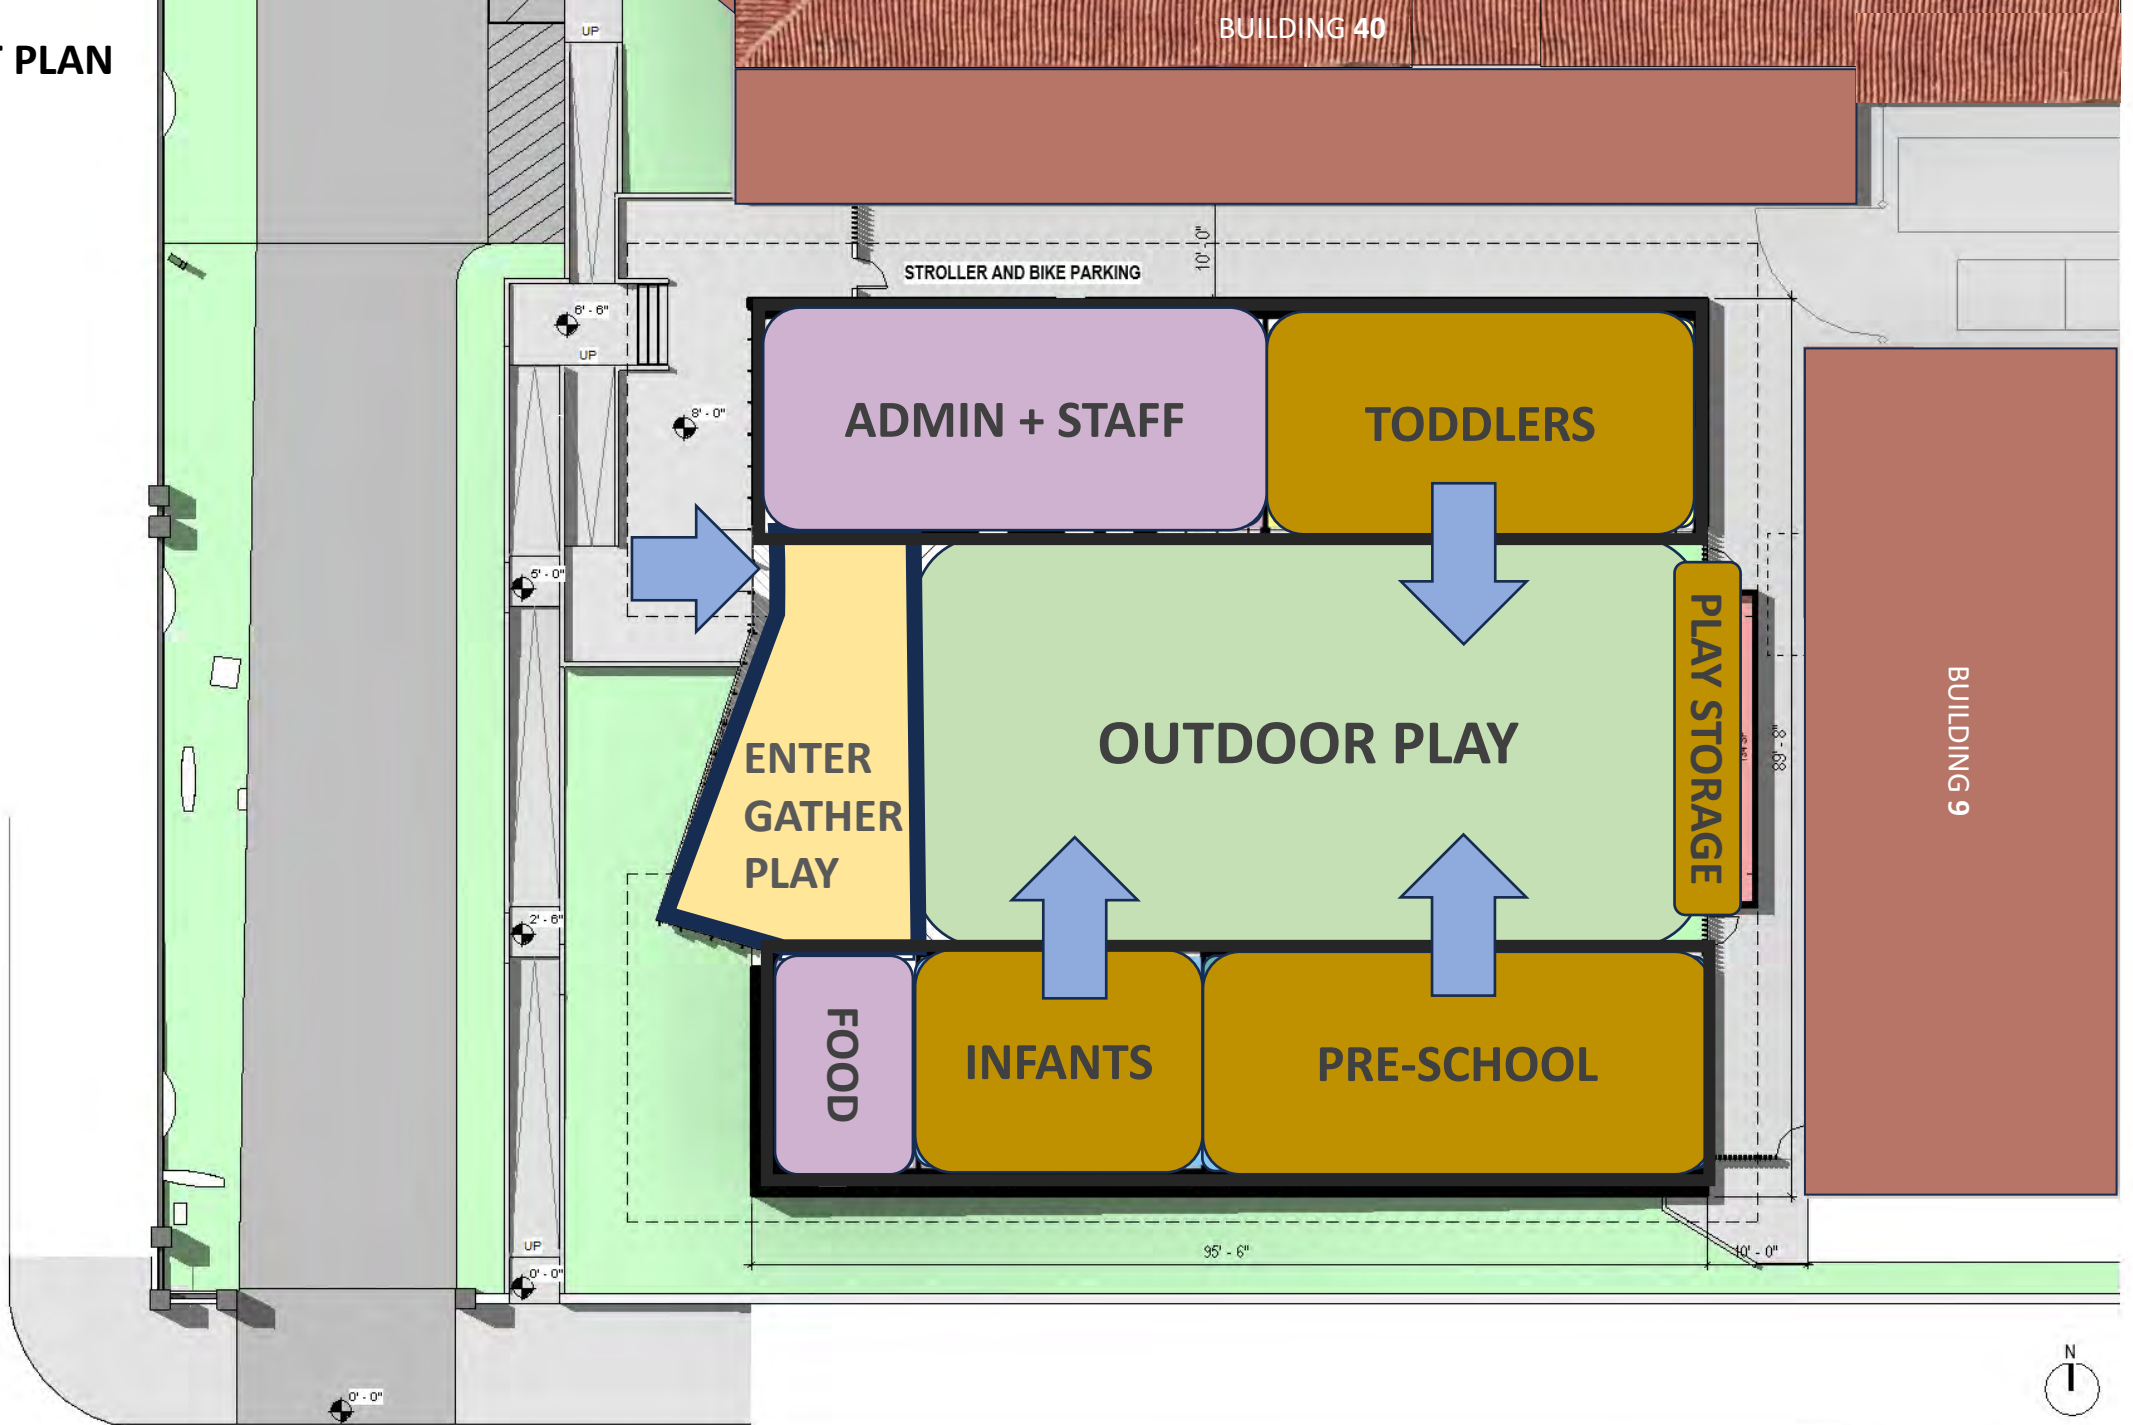 UP
BUILDING 40
PLAN
10'-0"
STROLLER AND BIKE PARKING
6'-6"
UP
8'-0"
ADMIN + STAFF
TODDLERS
5'-0"
PLAY STORAGE
OUTDOOR PLAY
89'-8"
BUILDING 9
ENTER
GATHER
PLAY
2'-6"
FOOD
INFANTS
PRE-SCHOOL
UP
95'-6"
10'-0"
0'-0"
N
0'-0"